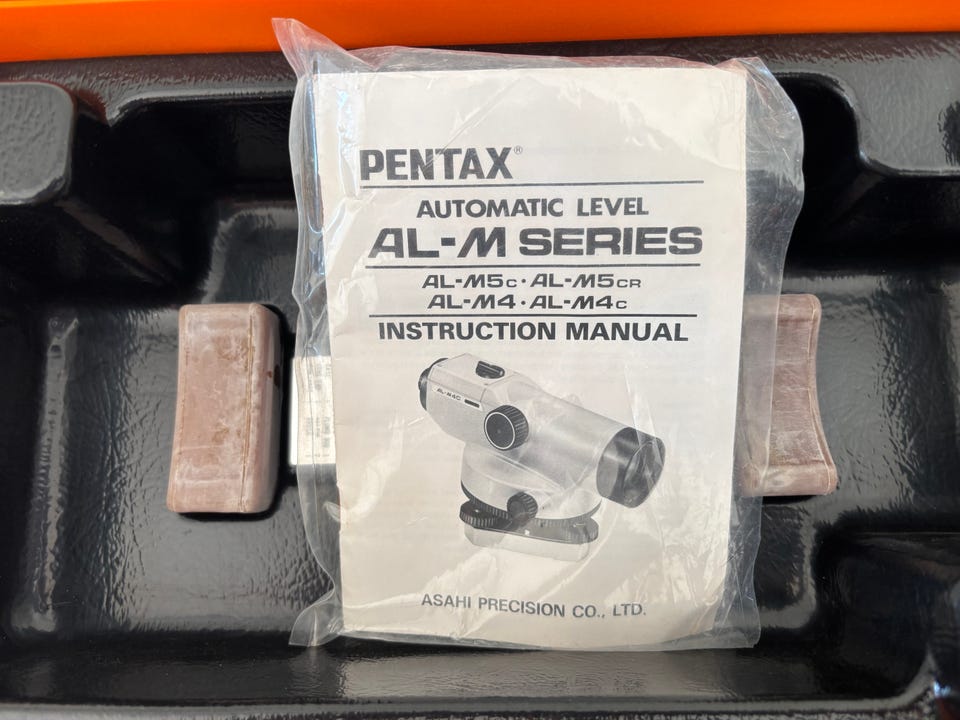 PENTAX®
AUTOMATIC LEVEL
AL-M SERIES
AL-M5C·AL-M5CR
AL-M4·AL-M4C
INSTRUCTION MANUAL
AL-M4C
ASAHI PRECISION CO., LTD.